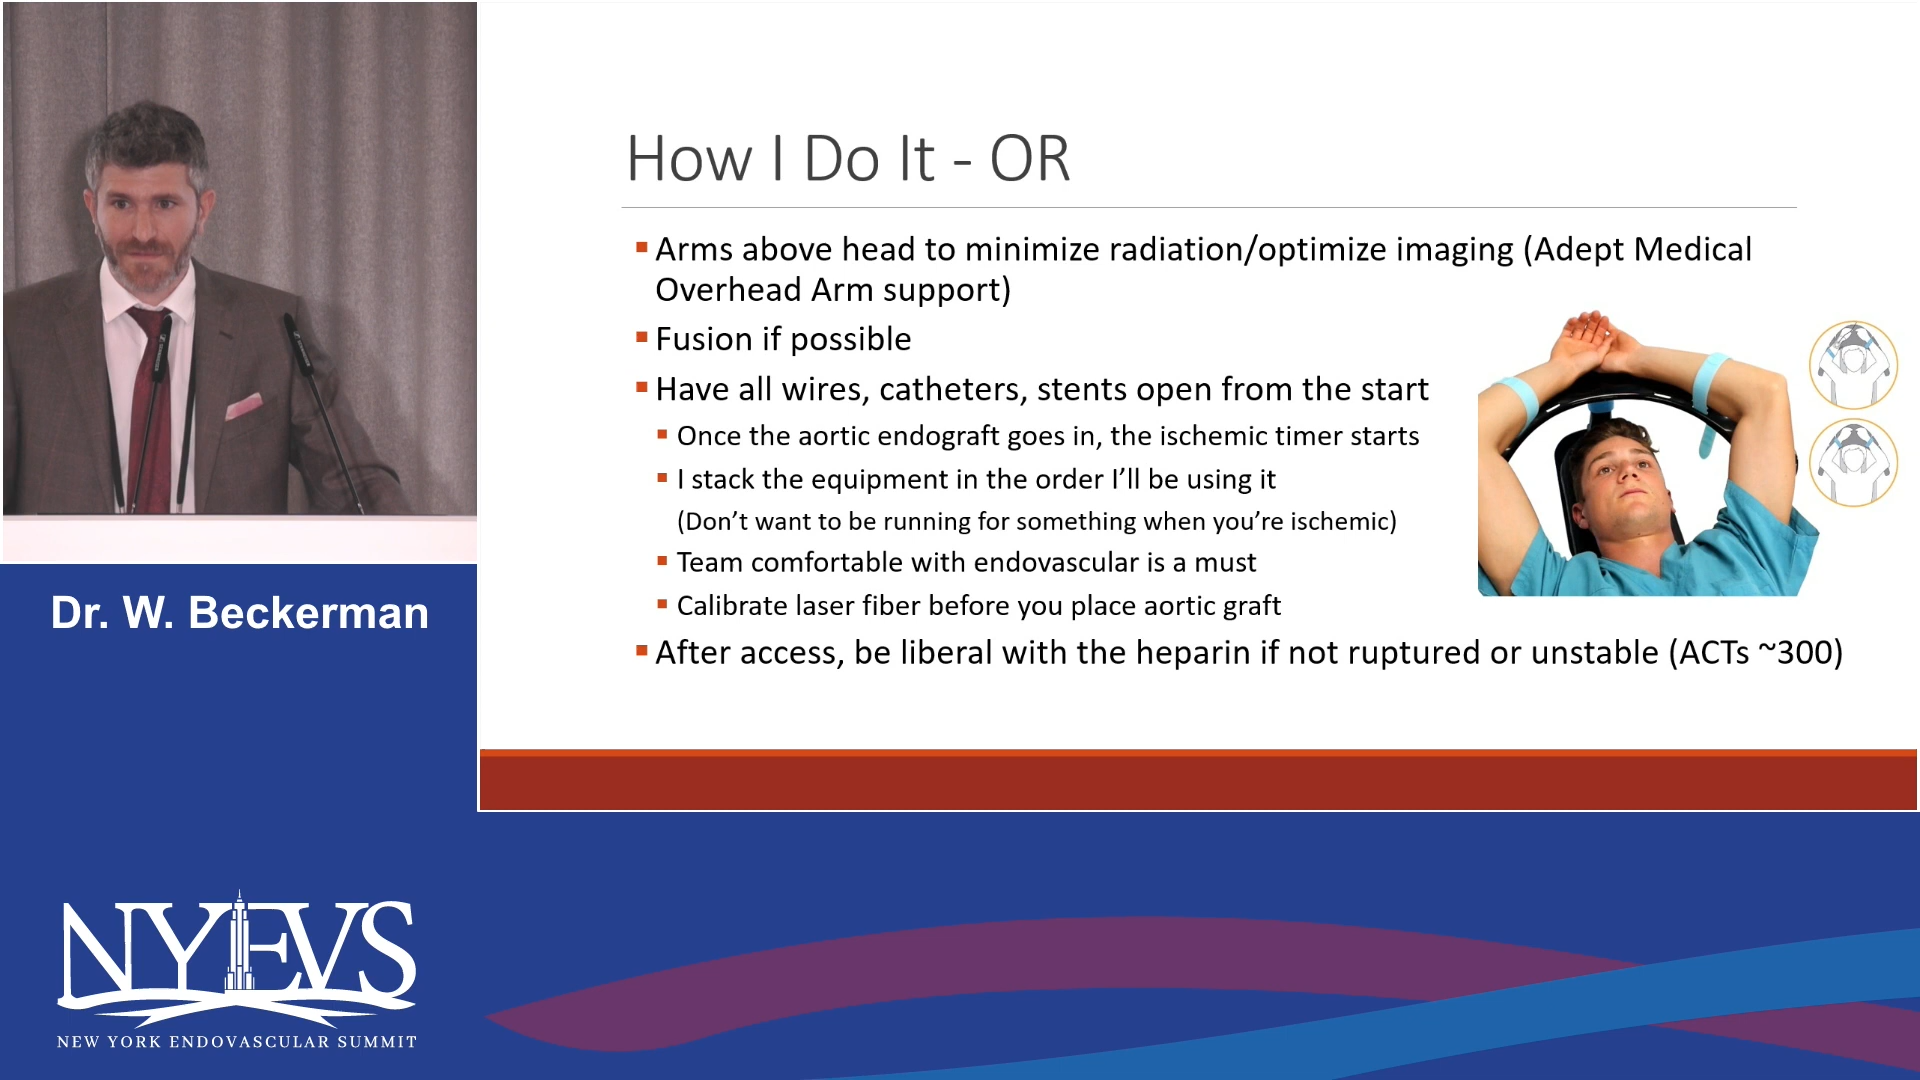 How I Do It - OR
Arms above head to minimize radiation/optimize imaging (Adept Medical
Overhead Arm support)
Fusion if possible
Have all wires, catheters, stents open from the start
Once the aortic endograft goes in, the ischemic timer starts
I stack the equipment in the order I’ll be using it
(Don’t want to be running for something when you’re ischemic)
Team comfortable with endovascular is a must
Calibrate laser fiber before you place aortic graft
After access, be liberal with the heparin if not ruptured or unstable (ACTs ~300)
Dr. W. Beckerman
NYEVS
NEW YORK ENDOVASCULAR SUMMIT